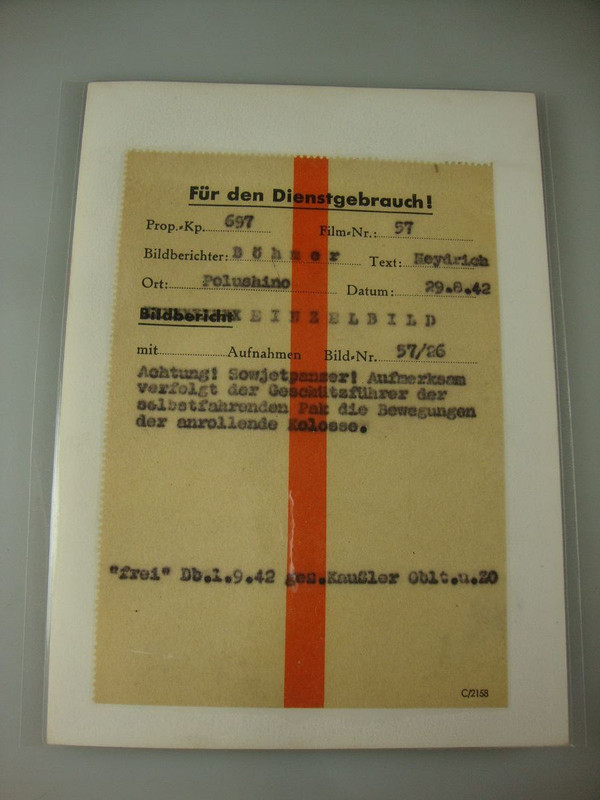 Für den Dienstgebrauch!
Prop.-Kp. 697 Film-Nr.: 57
Bildberichter: Böhmer Text: Heydrich
Ort: Polushino Datum: 29.8.42
Bildbericht EINZELBILD
mit Aufnahmen Bild-Nr. 57/26
Achtung! Sowjetpanzer! Aufmerksam
verfolgt der Geschützführer der
selbstfahrenden Pak die Bewegungen
der anrollende Kolosse.
"frei" Db.1.9.42 ges.Kaußler Oblt.u.ZO
C/2158